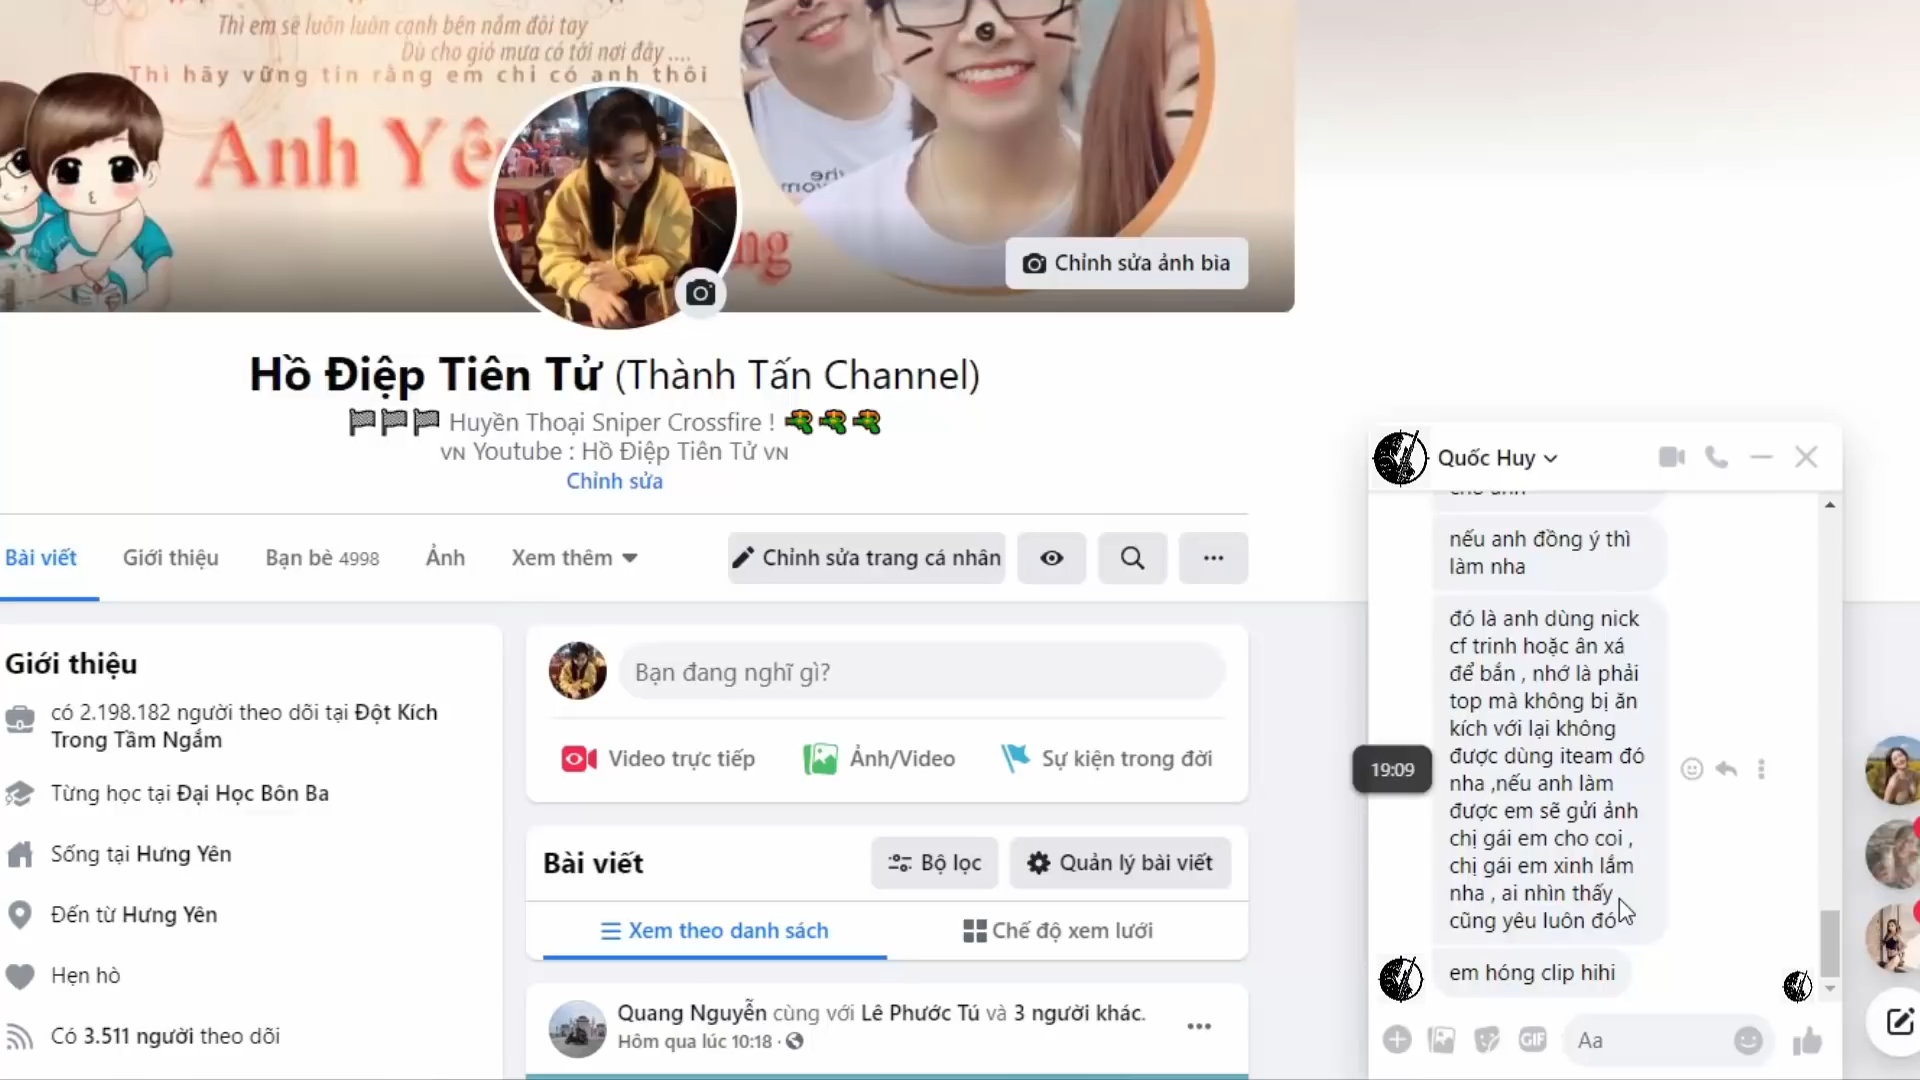 Thì em sẽ luôn luôn cạnh bên nắm đôi tay
Dù cho gió mưa có tới nơi đây ....
Thì hãy vững tin rằng em chỉ có anh thôi
Anh Yê
ng
Chỉnh sửa ảnh bìa
Hồ Điệp Tiên Tử (Thành Tấn Channel)
Huyền Thoại Sniper Crossfire !
VN Youtube : Hồ Điệp Tiên Tử VN
Chỉnh sửa
Bài viết
Giới thiệu
Bạn bè 4998
Ảnh
Xem thêm
Chỉnh sửa trang cá nhân
Giới thiệu
có 2.198.182 người theo dõi tại Đột Kích
Trong Tầm Ngắm
Từng học tại Đại Học Bôn Ba
Sống tại Hưng Yên
Đến từ Hưng Yên
Hẹn hò
Có 3.511 người theo dõi
Bạn đang nghĩ gì?
Video trực tiếp
Ảnh/Video
Sự kiện trong đời
Bài viết
Bộ lọc
Quản lý bài viết
Xem theo danh sách
Chế độ xem lưới
Quang Nguyễn cùng với Lê Phước Tú và 3 người khác.
Hôm qua lúc 10:18 ·
Quốc Huy
cho anh
nếu anh đồng ý thì
làm nha
đó là anh dùng nick
cf trinh hoặc ân xá
để bắn , nhớ là phải
top mà không bị ăn
kích với lại không
được dùng iteam đó
nha ,nếu anh làm
được em sẽ gửi ảnh
chị gái em cho coi ,
chị gái em xinh lắm
nha , ai nhìn thấy
cũng yêu luôn đó
19:09
em hóng clip hihi
GIF
Aa